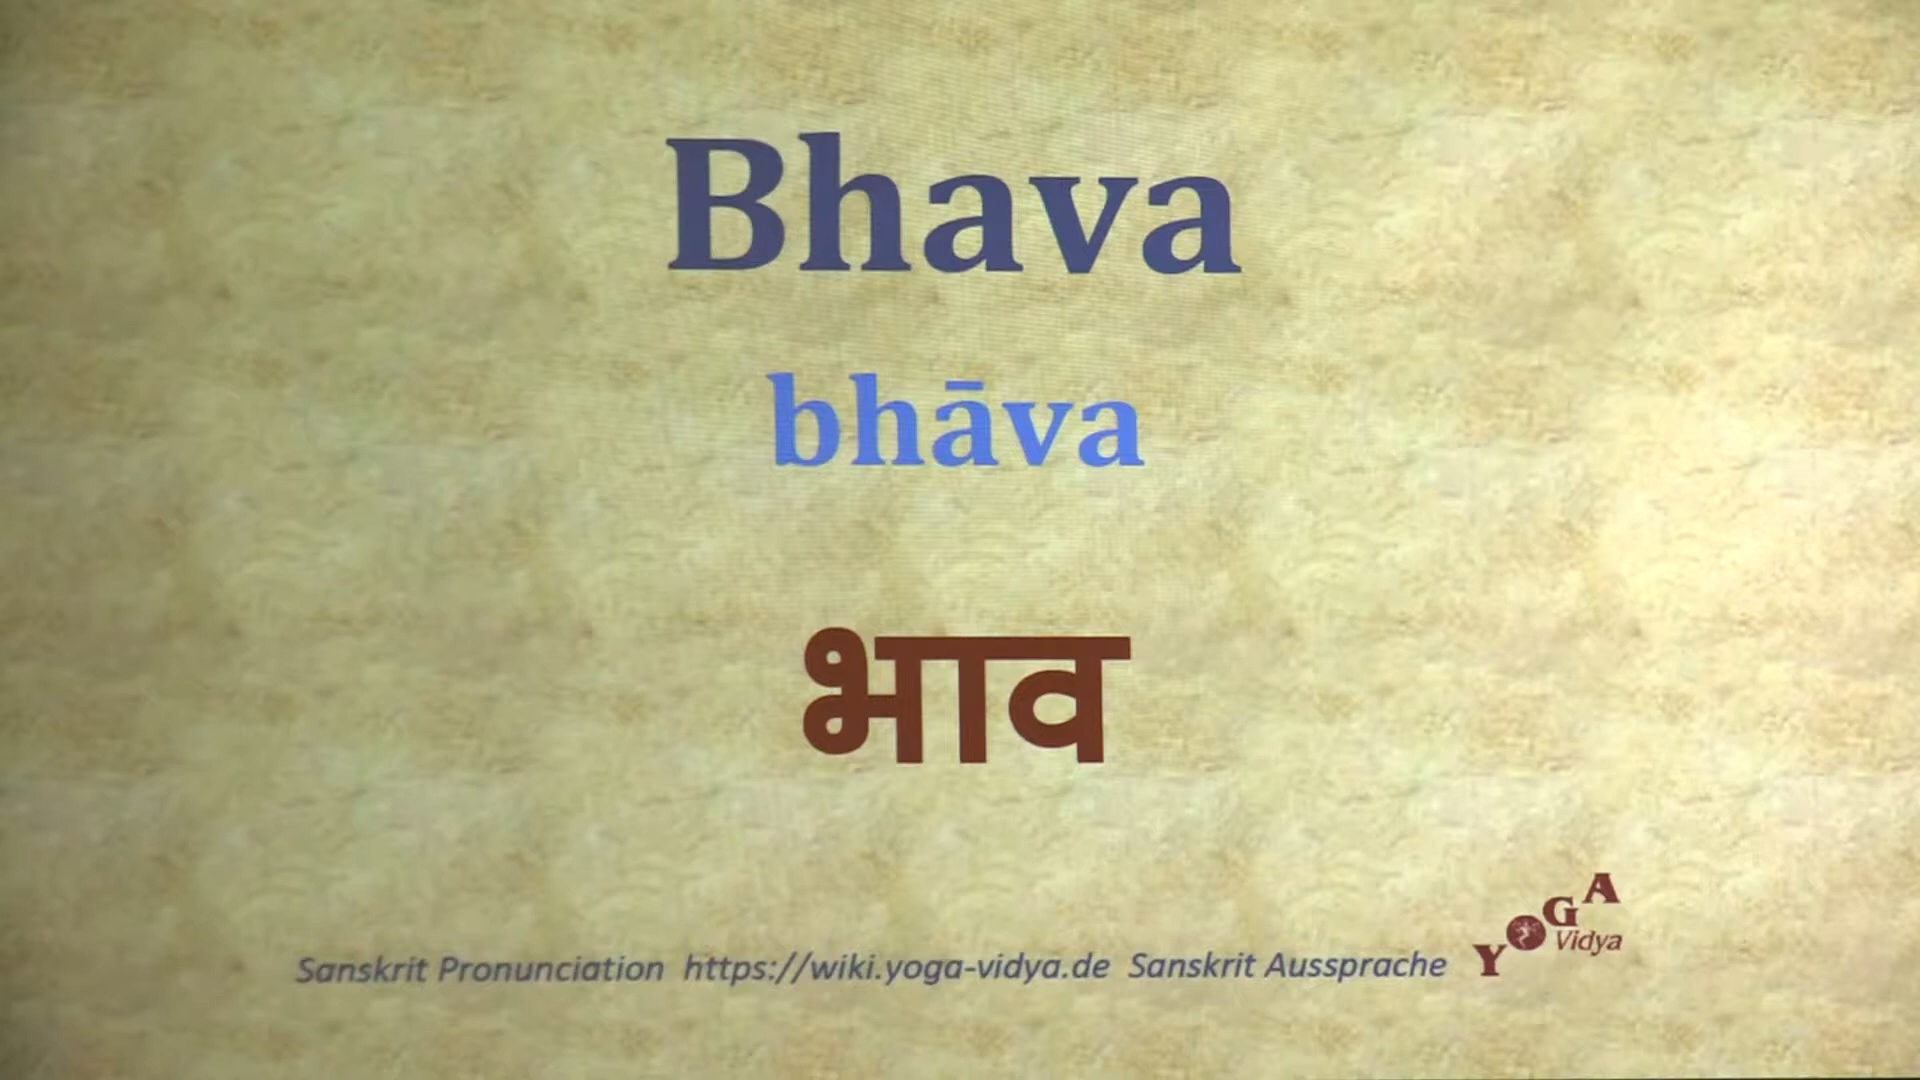 Bhava
bhāva
भाव
Sanskrit Pronunciation https://wiki.yoga-vidya.de Sanskrit Aussprache
YOGA
Vidya